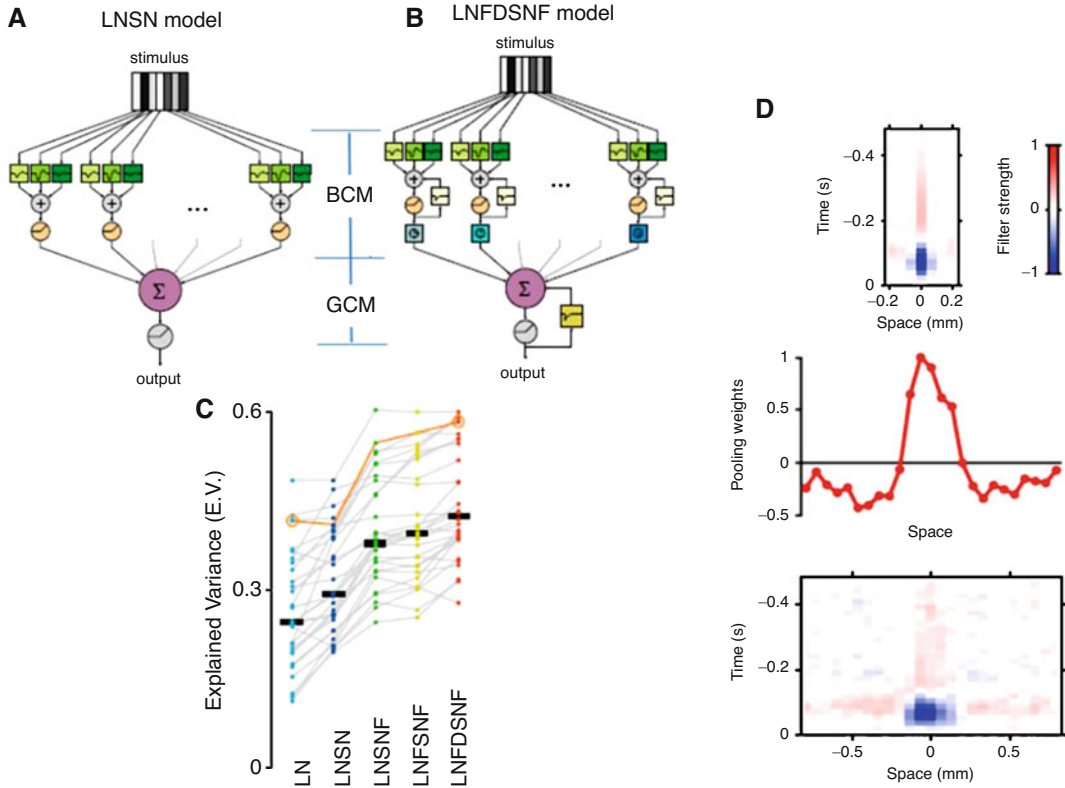 A
LNSN model
stimulus
...
Σ
output
B
LNFDSNF model
stimulus
...
Σ
output
BCM
GCM
C
Explained Variance (E.V.)
0.6
0.3
0
LN
LNSN
LNSNF
LNFSNF
LNFDSNF
D
Time (s)
−0.4
−0.2
0
−0.2 0 0.2
Space (mm)
Filter strength
1
0
−1
Pooling weights
1
0.5
0
−0.5
Space
Time (s)
−0.4
−0.2
0
−0.5 0 0.5
Space (mm)